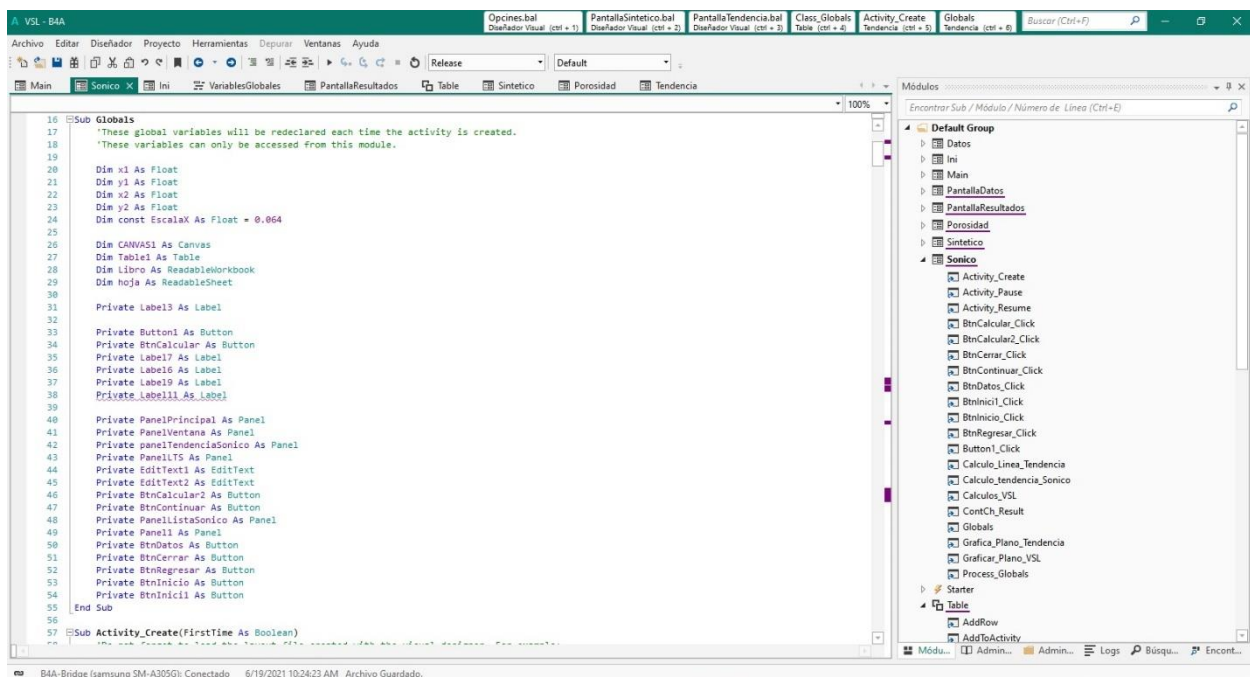 A VSL - B4A
Opcines.bal
Diseñador Visual (ctrl + 1)
PantallaSintetico.bal
Diseñador Visual (ctrl + 2)
PantallaTendencia.bal
Diseñador Visual (ctrl + 3)
Class_Globals
Table (ctrl + 4)
Activity_Create
Tendencia (ctrl + 5)
Globals
Tendencia (ctrl + 6)
Buscar (Ctrl+F)
Archivo Editar Diseñador Proyecto Herramientas Depurar Ventanas Ayuda
Release Default
Main Sonico X Ini VariablesGlobales PantallaResultados Table Sintetico Porosidad Tendencia
100%
16 Sub Globals
17 'These global variables will be redeclared each time the activity is created.
18 'These variables can only be accessed from this module.
19
20 Dim x1 As Float
21 Dim y1 As Float
22 Dim x2 As Float
23 Dim y2 As Float
24 Dim const EscalaX As Float = 0.064
25
26 Dim CANVAS1 As Canvas
27 Dim Table1 As Table
28 Dim Libro As ReadableWorkbook
29 Dim hoja As ReadableSheet
30
31 Private Label3 As Label
32
33 Private Button1 As Button
34 Private BtnCalcular As Button
35 Private Label7 As Label
36 Private Label6 As Label
37 Private Label9 As Label
38 Private Label11 As Label
39
40 Private PanelPrincipal As Panel
41 Private PanelVentana As Panel
42 Private panelTendenciaSonico As Panel
43 Private PanelLTS As Panel
44 Private EditText1 As EditText
45 Private EditText2 As EditText
46 Private BtnCalcular2 As Button
47 Private BtnContinuar As Button
48 Private PanelListaSonico As Panel
49 Private Panel1 As Panel
50 Private BtnDatos As Button
51 Private BtnCerrar As Button
52 Private BtnRegresar As Button
53 Private BtnInicio As Button
54 Private BtnInici1 As Button
55 End Sub
56
57 Sub Activity_Create(FirstTime As Boolean)
Módulos
Encontrar Sub / Módulo / Número de Línea (Ctrl+E)
Default Group
Datos
Ini
Main
PantallaDatos
PantallaResultados
Porosidad
Sintetico
Sonico
Activity_Create
Activity_Pause
Activity_Resume
BtnCalcular_Click
BtnCalcular2_Click
BtnCerrar_Click
BtnContinuar_Click
BtnDatos_Click
BtnInici1_Click
BtnInicio_Click
BtnRegresar_Click
Button1_Click
Calculo_Linea_Tendencia
Calculo_tendencia_Sonico
Calculos_VSL
ContCh_Result
Globals
Grafica_Plano_Tendencia
Graficar_Plano_VSL
Process_Globals
Starter
Table
AddRow
AddToActivity
Módu... Admin... Admin... Logs Búsqu... Encont...
B4A-Bridge (samsung SM-A305G): Conectado 6/19/2021 10:24:23 AM Archivo Guardado.